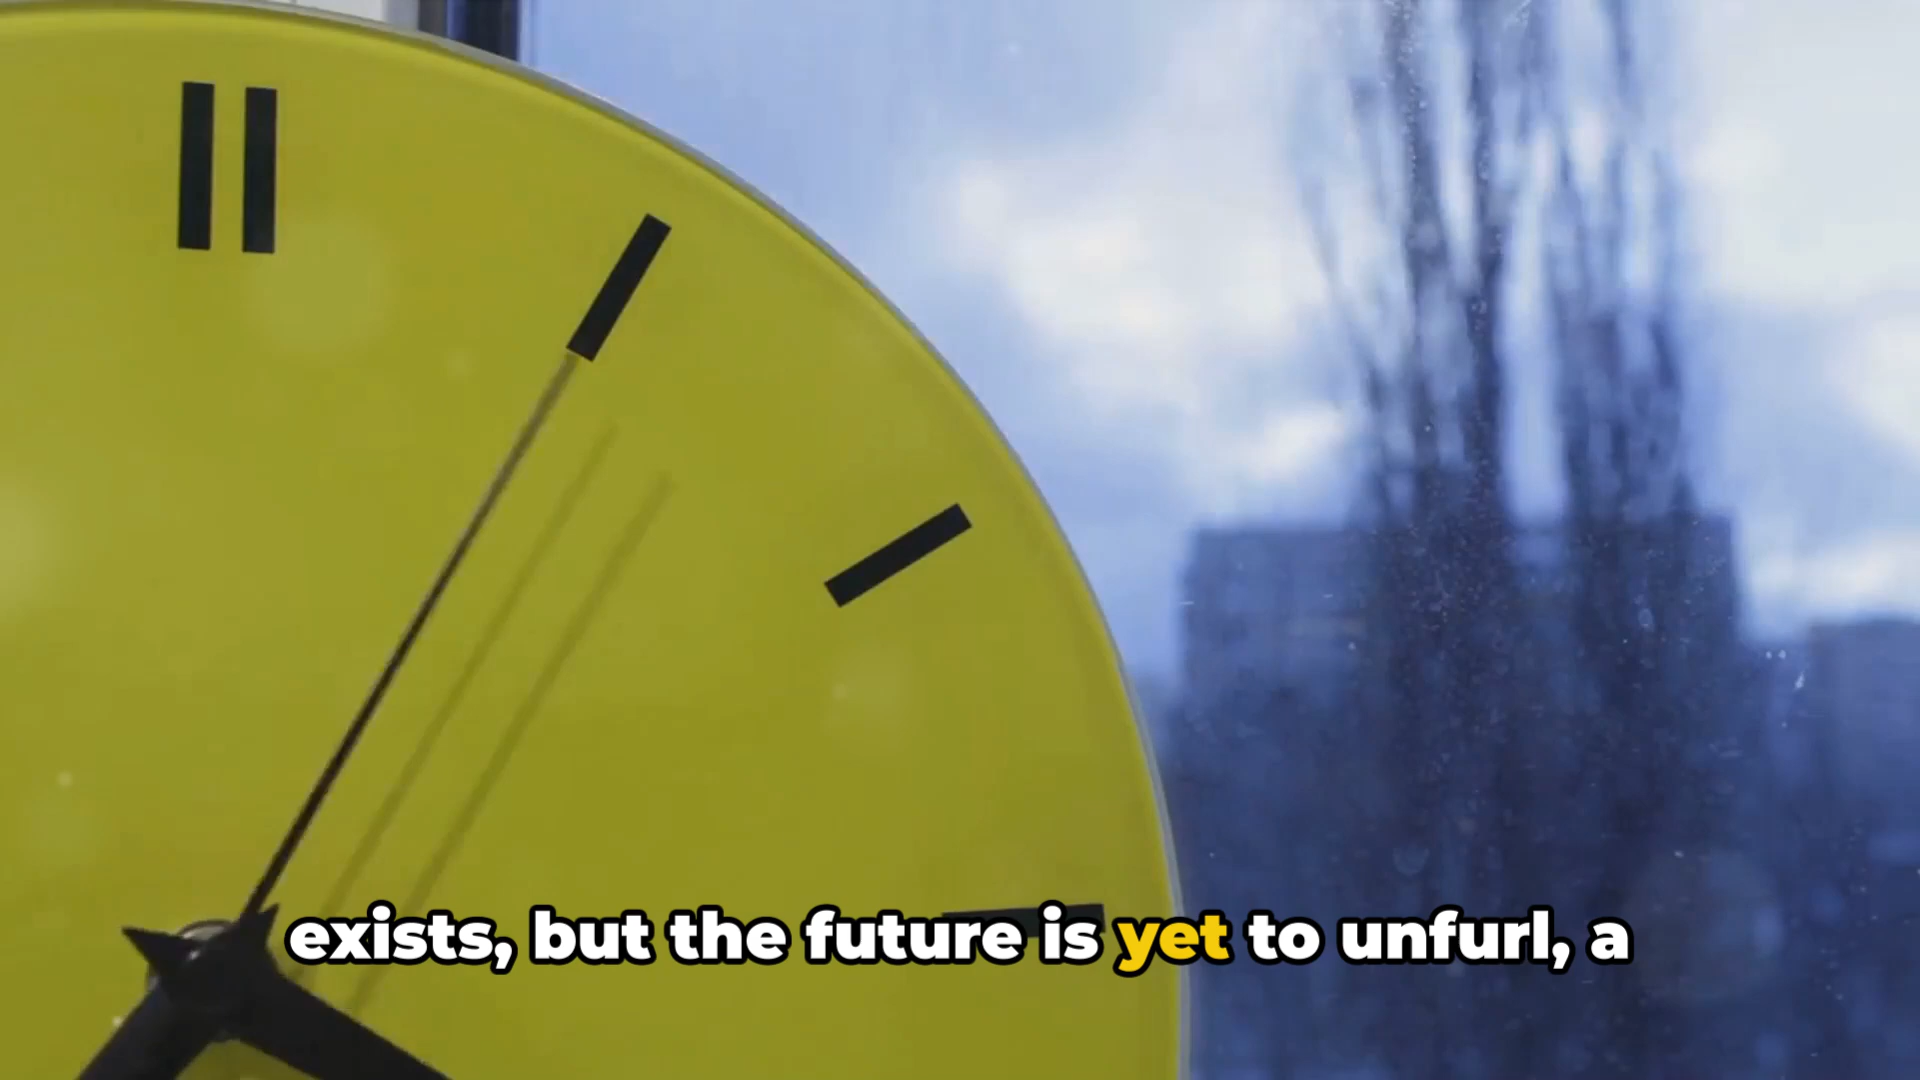 exists, but the future is yet to unfurl, a